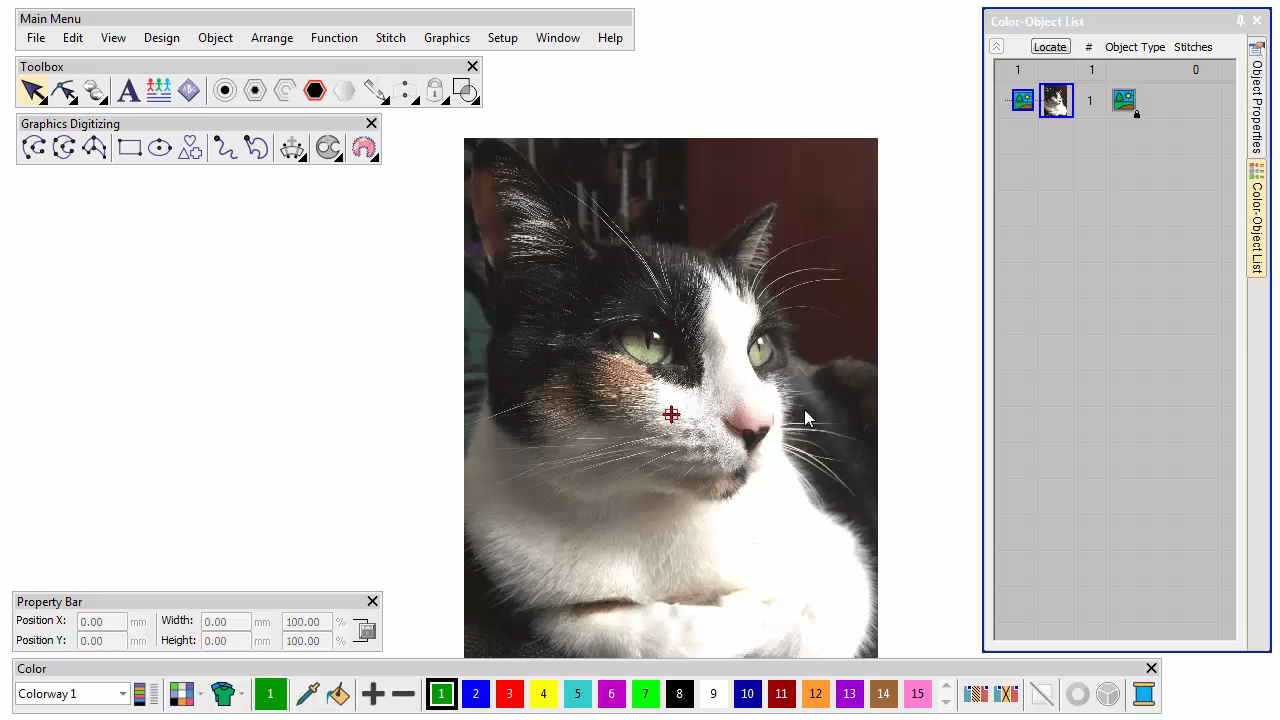 Main Menu
File Edit View Design Object Arrange Function Stitch Graphics Setup Window Help
Toolbox
Graphics Digitizing
Color-Object List
Locate # Object Type Stitches
1 1 0
1
Object Properties
Color-Object List
Property Bar
Position X: 0.00 mm Width: 0.00 mm 100.00 %
Position Y: 0.00 mm Height: 0.00 mm 100.00 %
Color
Colorway 1 1 1 2 3 4 5 6 7 8 9 10 11 12 13 14 15